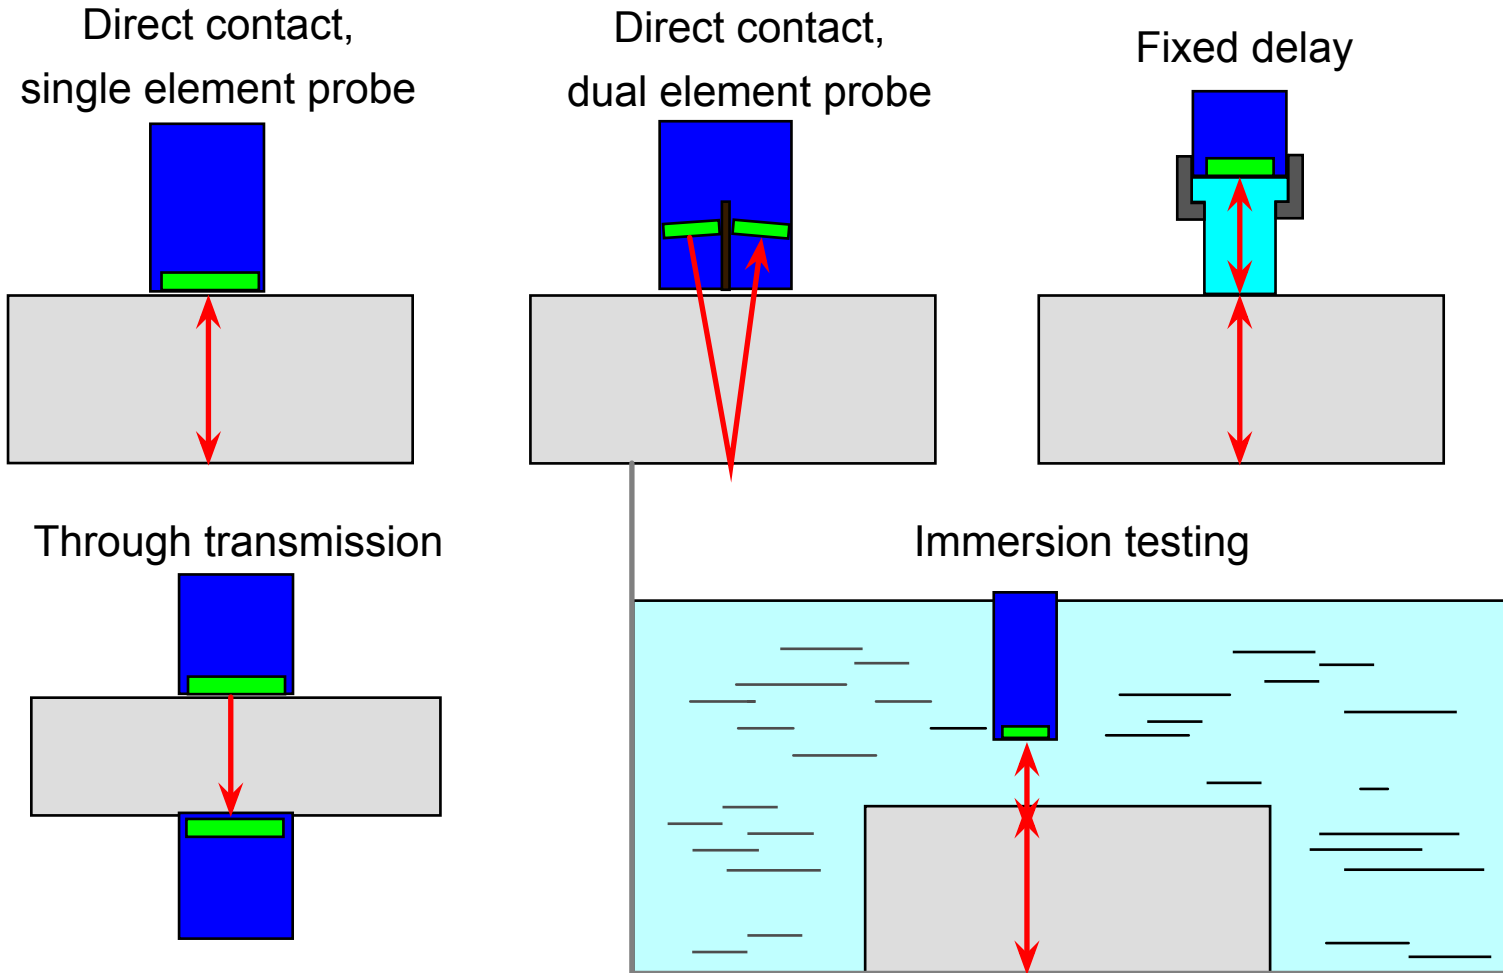 Direct contact,
single element probe
Direct contact,
dual element probe
Fixed delay
Through transmission
Immersion testing